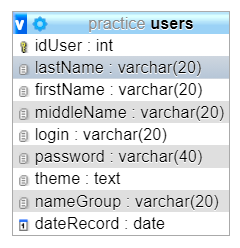 v practice users
idUser : int
lastName : varchar(20)
firstName : varchar(20)
middleName : varchar(20)
login : varchar(20)
password : varchar(40)
theme : text
nameGroup : varchar(20)
dateRecord : date